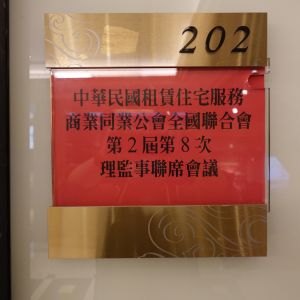 202
中華民國租賃住宅服務
商業同業公會全國聯合會
第2屆第8次
理監事聯席會議